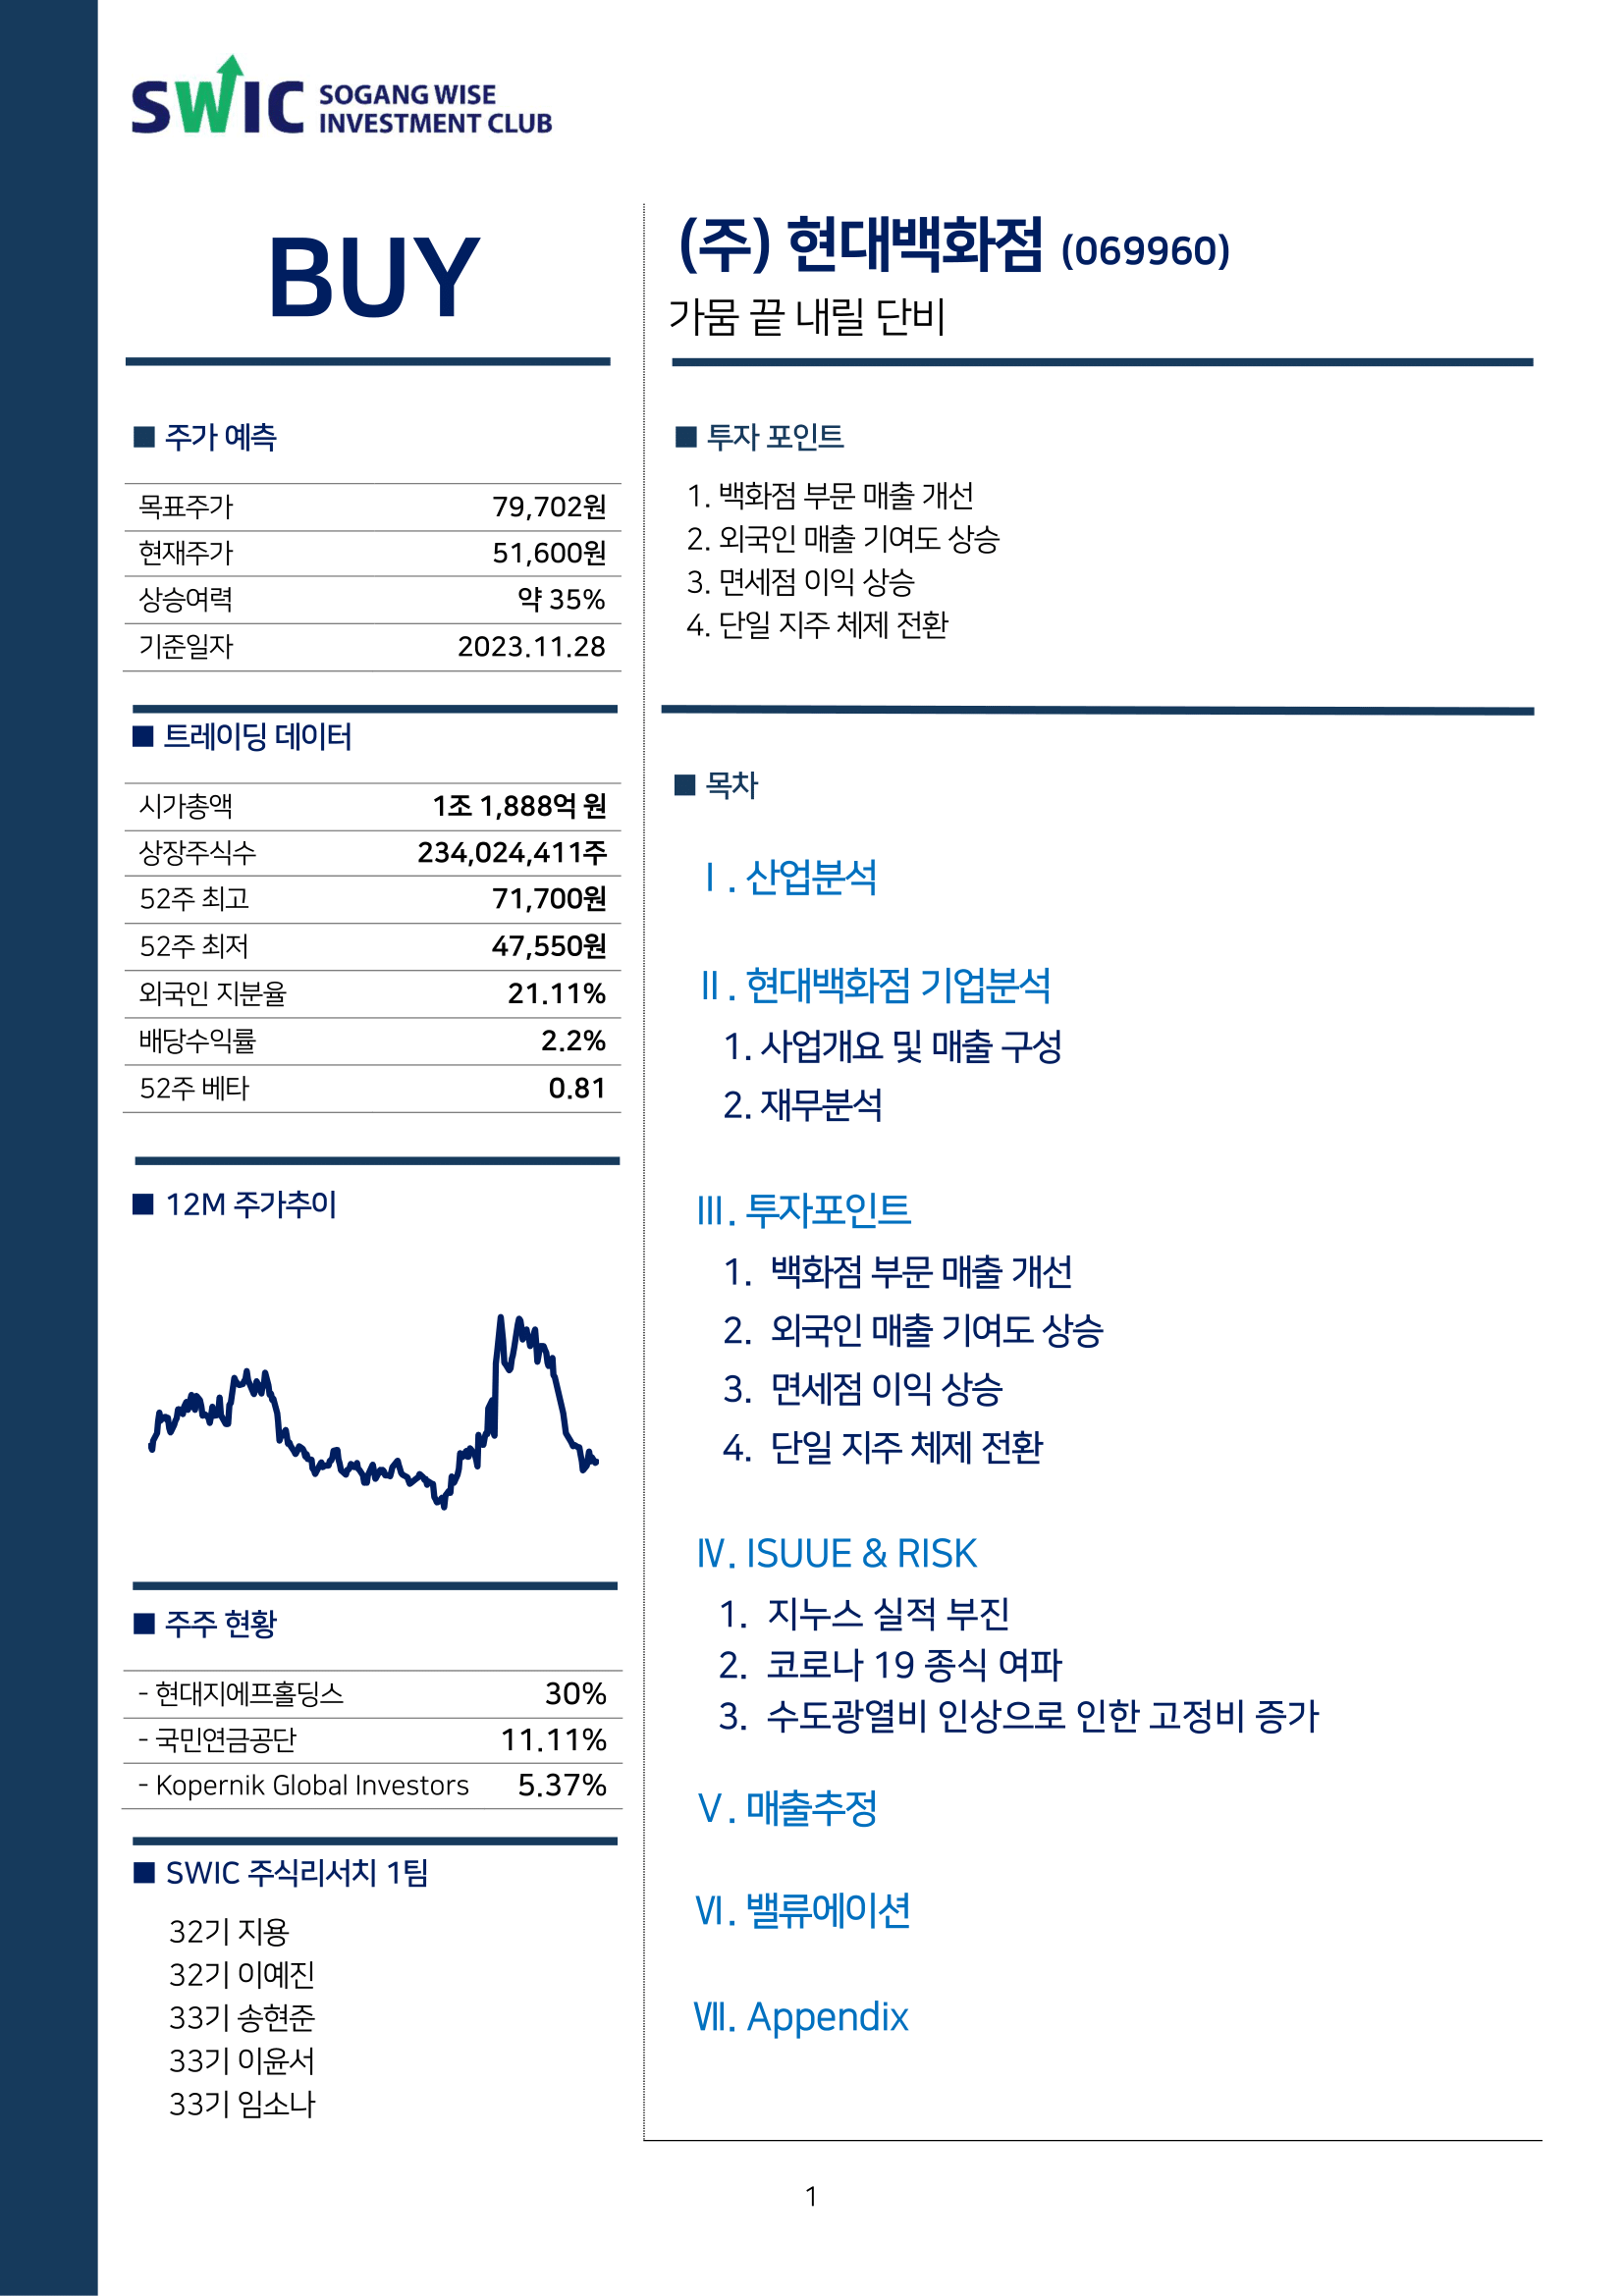 SWIC SOGANG WISE
INVESTMENT CLUB
BUY
(주) 현대백화점 (069960)
가뭄 끝 내릴 단비
■ 주가 예측
목표주가 79,702원
현재주가 51,600원
상승여력 약 35%
기준일자 2023.11.28
■ 트레이딩 데이터
시가총액 1조 1,888억 원
상장주식수 234,024,411주
52주 최고 71,700원
52주 최저 47,550원
외국인 지분율 21.11%
배당수익률 2.2%
52주 베타 0.81
■ 12M 주가추이
■ 주주 현황
- 현대지에프홀딩스 30%
- 국민연금공단 11.11%
- Kopernik Global Investors 5.37%
■ SWIC 주식리서치 1팀
32기 지용
32기 이예진
33기 송현준
33기 이윤서
33기 임소나
■ 투자 포인트
1. 백화점 부문 매출 개선
2. 외국인 매출 기여도 상승
3. 면세점 이익 상승
4. 단일 지주 체제 전환
■ 목차
Ⅰ. 산업분석
Ⅱ. 현대백화점 기업분석
1. 사업개요 및 매출 구성
2. 재무분석
Ⅲ. 투자포인트
1. 백화점 부문 매출 개선
2. 외국인 매출 기여도 상승
3. 면세점 이익 상승
4. 단일 지주 체제 전환
Ⅳ. ISUUE & RISK
1. 지누스 실적 부진
2. 코로나 19 종식 여파
3. 수도광열비 인상으로 인한 고정비 증가
Ⅴ. 매출추정
Ⅵ. 밸류에이션
Ⅶ. Appendix
1